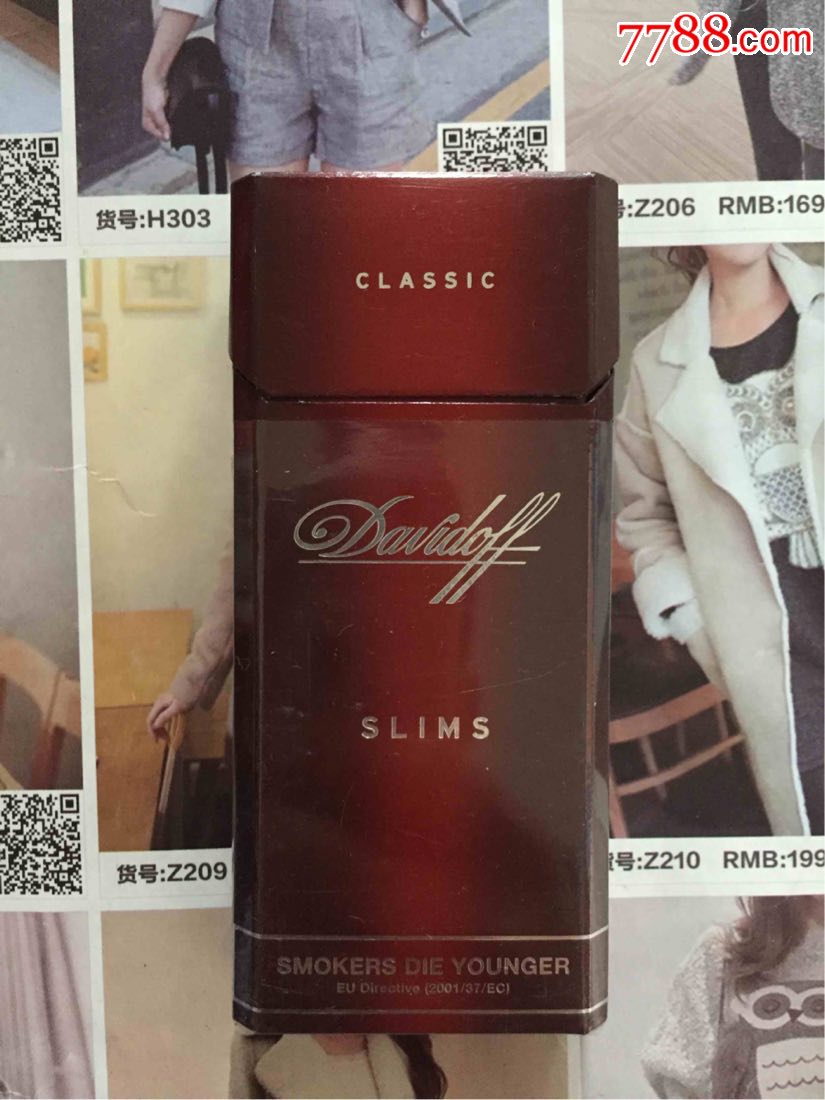 7788.com
货号:H303
号:Z206 RMB:169
CLASSIC
Davidoff
SLIMS
货号:Z209
号:Z210 RMB:199
SMOKERS DIE YOUNGER
EU Directive (2001/37/EC)